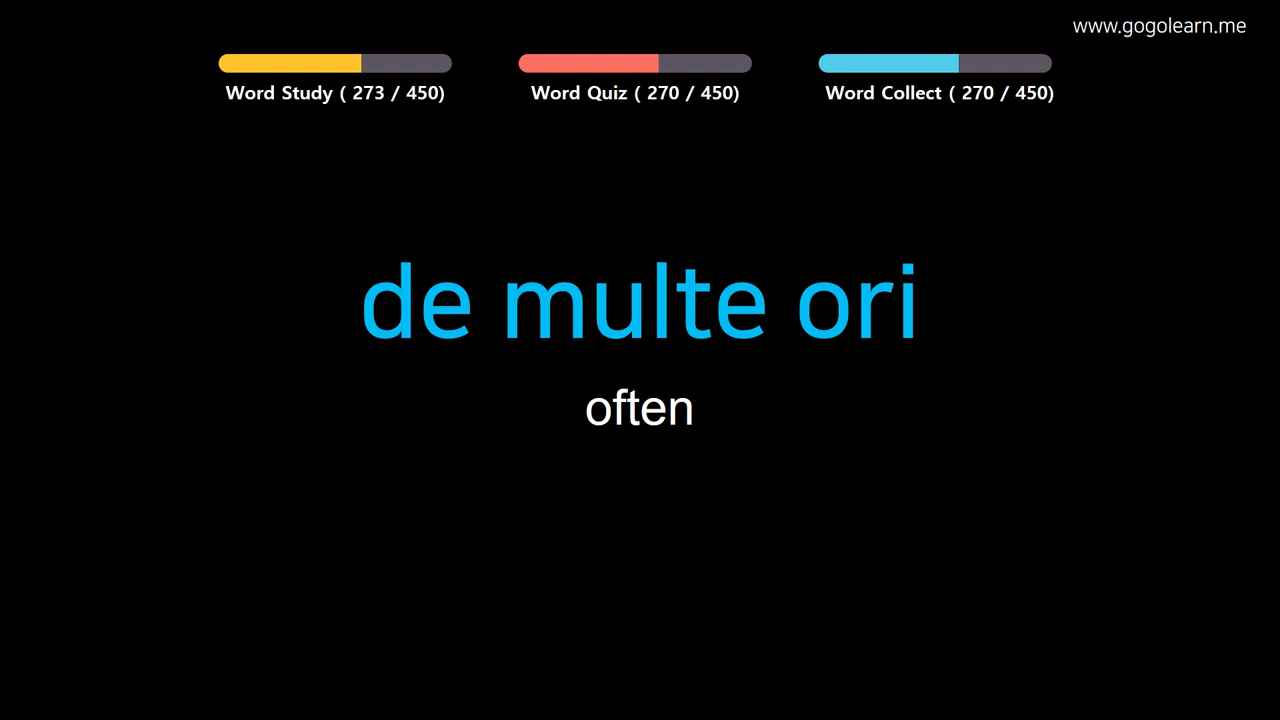 www.gogolearn.me
Word Study ( 273 / 450)
Word Quiz ( 270 / 450)
Word Collect ( 270 / 450)
de multe ori
often